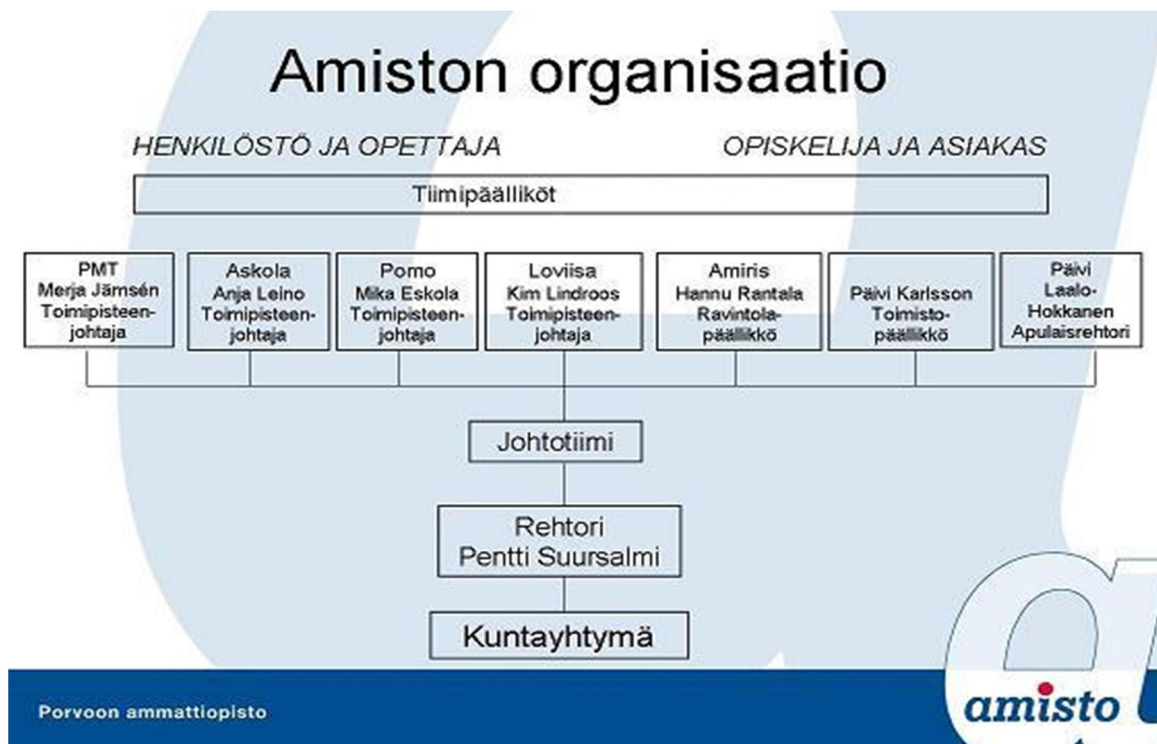 Amiston organisaatio
HENKILÖSTÖ JA OPETTAJA
OPISKELIJA JA ASIAKAS
Tiimipäälliköt
PMT
Merja Jämsén
Toimipisteen-
johtaja
Askola
Anja Leino
Toimipisteen-
johtaja
Pomo
Mika Eskola
Toimipisteen-
johtaja
Loviisa
Kim Lindroos
Toimipisteen-
johtaja
Amiris
Hannu Rantala
Ravintola-
päällikkö
Päivi Karlsson
Toimisto-
päällikkö
Päivi
Laalo-
Hokkanen
Apulaisrehtori
Johtotiimi
Rehtori
Pentti Suursalmi
Kuntayhtymä
Porvoon ammattiopisto
amisto